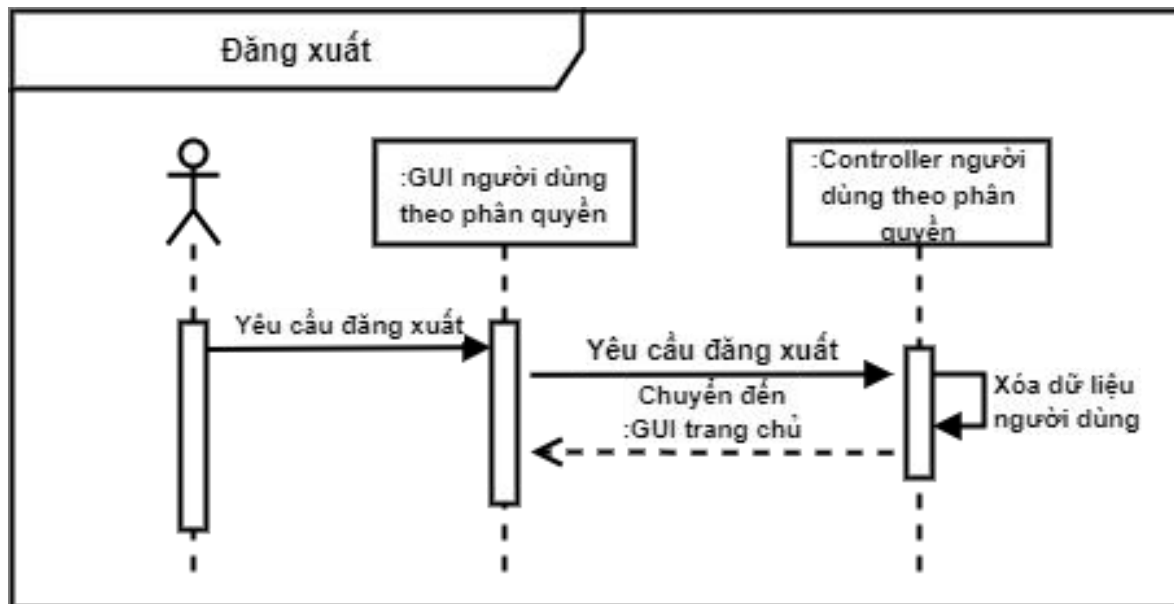 Đăng xuất
:GUI người dùng
theo phân quyền
:Controller người
dùng theo phân
quyền
Yêu cầu đăng xuất
Yêu cầu đăng xuất
Chuyển đến
:GUI trang chủ
Xóa dữ liệu
người dùng